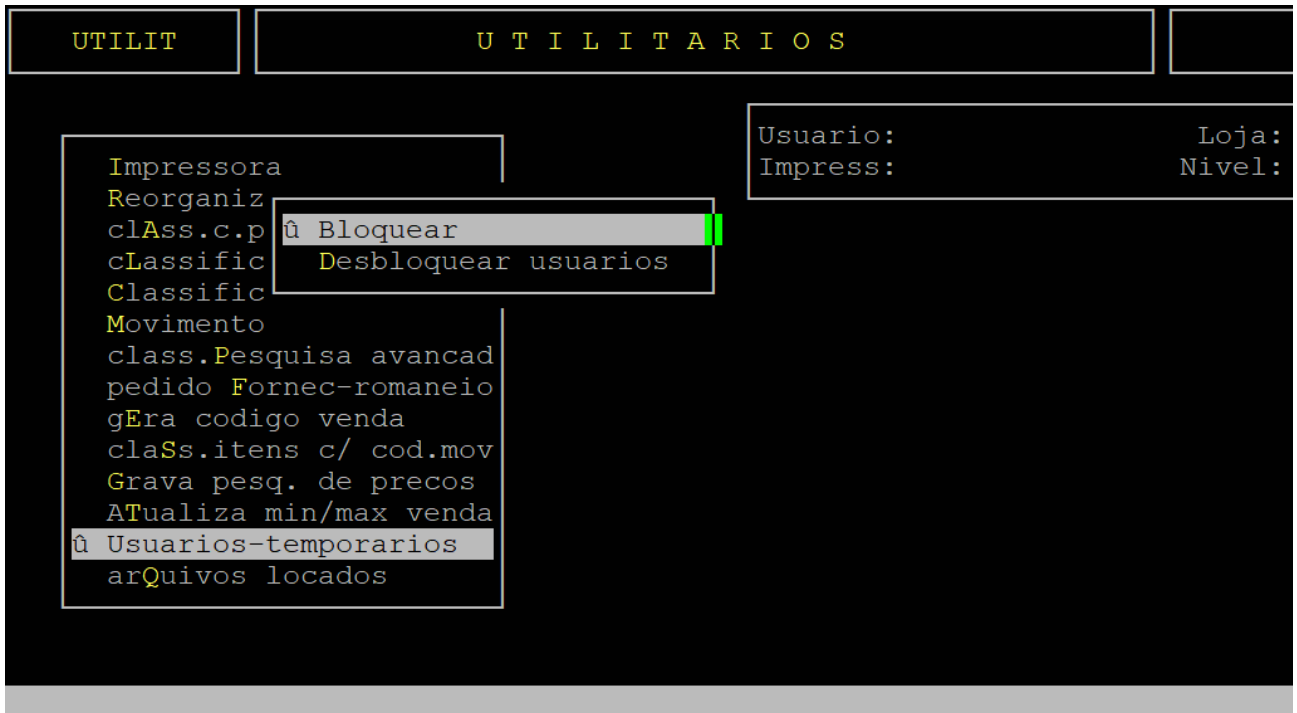 UTILIT
U T I L I T A R I O S
Usuario: Loja:
Impress: Nivel:
Impressora
Reorganiz
clAss.c.p
cLassific
Classific
Movimento
class.Pesquisa avancad
pedido Fornec-romaneio
gEra codigo venda
claSs.itens c/ cod.mov
Grava pesq. de precos
ATualiza min/max venda
û Usuarios-temporarios
arQuivos locados
û Bloquear
Desbloquear usuarios